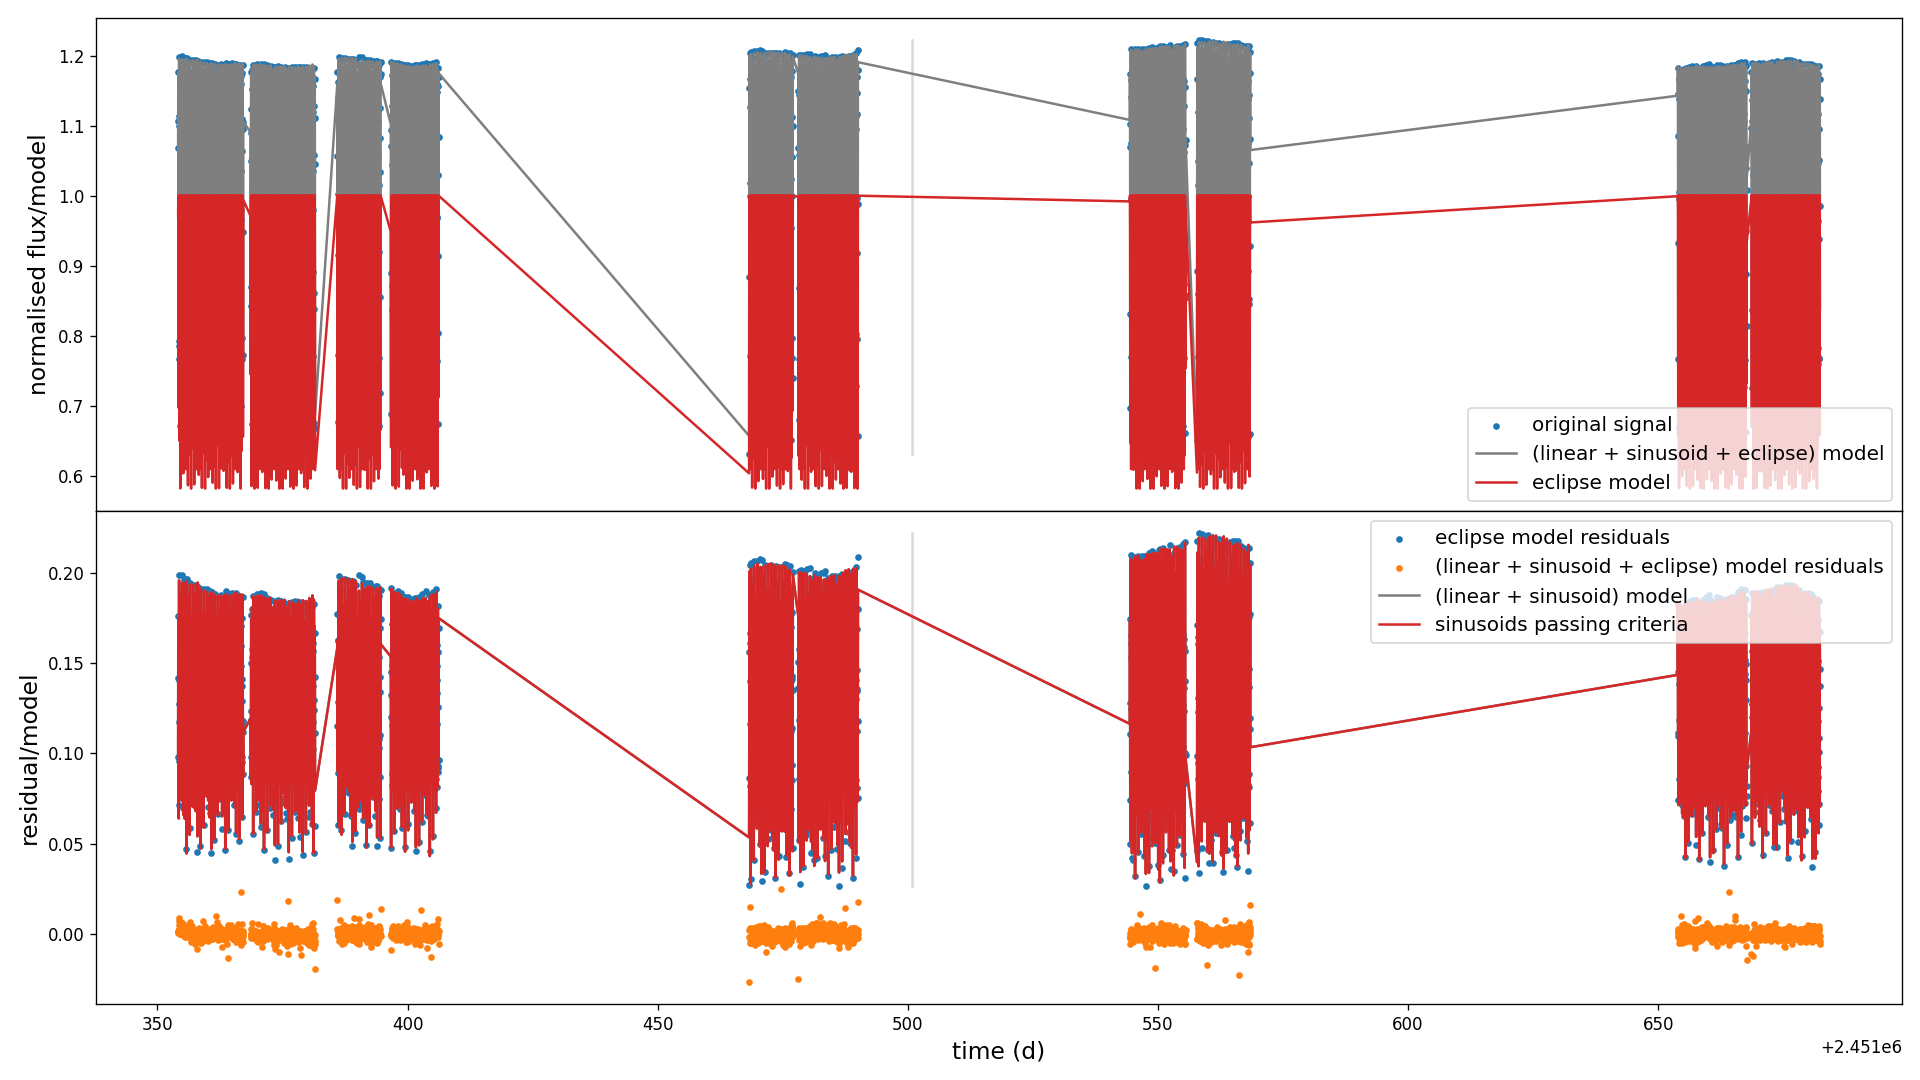 normalised flux/model
1.2
1.1
1.0
0.9
0.8
0.7
0.6
original signal
(linear + sinusoid + eclipse) model
eclipse model
residual/model
0.20
0.15
0.10
0.05
0.00
eclipse model residuals
(linear + sinusoid + eclipse) model residuals
(linear + sinusoid) model
sinusoids passing criteria
350 400 450 500 550 600 650
time (d)
+2.451e6